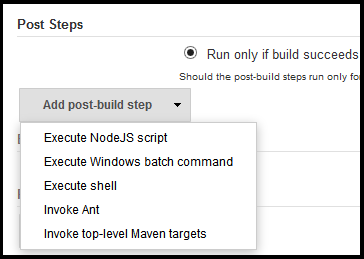 Post Steps
Run only if build succeeds
Should the post-build steps run only fo
Add post-build step
Execute NodeJS script
Execute Windows batch command
Execute shell
Invoke Ant
Invoke top-level Maven targets